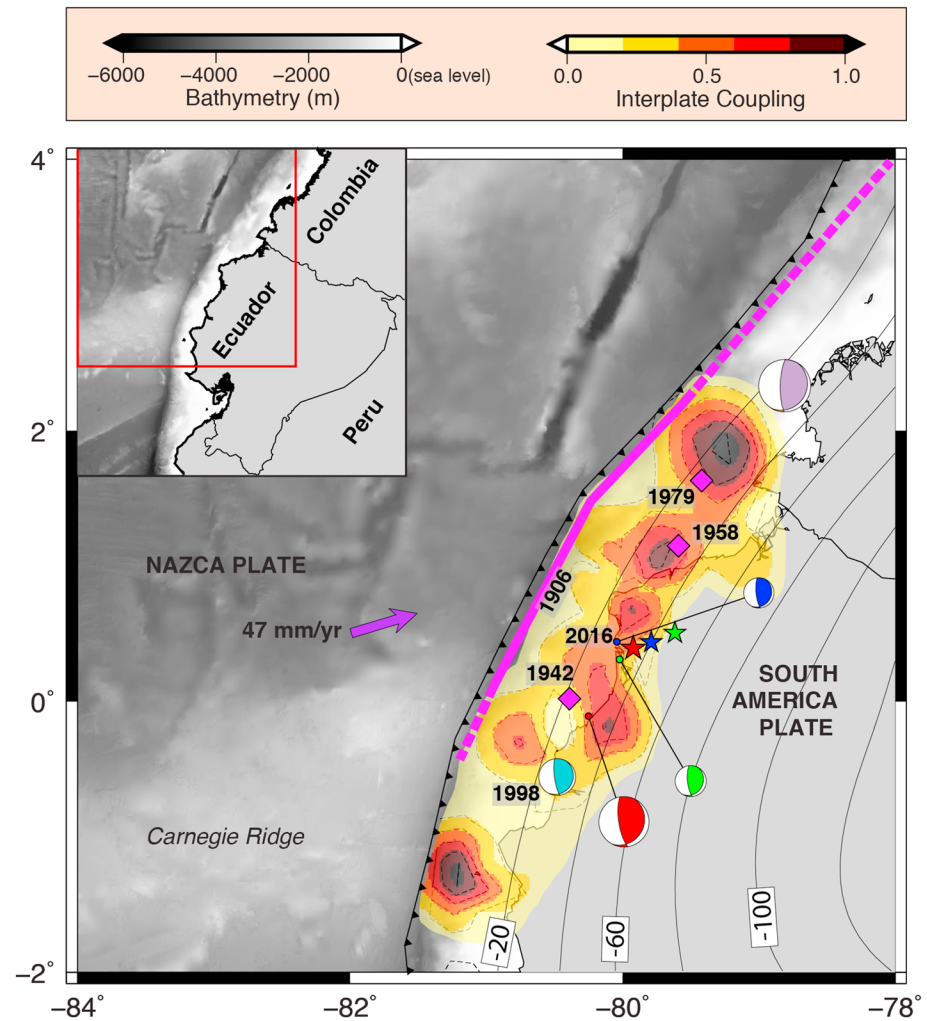 −6000 −4000 −2000 0(sea level)
Bathymetry (m)
0.0 0.5 1.0
Interplate Coupling
4°
2°
0°
−2°
−84° −82° −80° −78°
Colombia
Ecuador
Peru
1979
1958
NAZCA PLATE
1906
47 mm/yr
2016
1942
SOUTH
AMERICA
PLATE
1998
Carnegie Ridge
-20
-60
-100